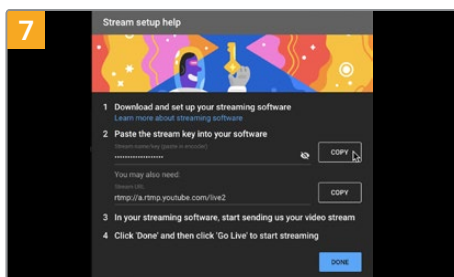 7
Stream setup help
1 Download and set up your streaming software
Learn more about streaming software
2 Paste the stream key into your software
Stream name/key (paste in encoder)
••••••••••••••••••••
COPY
You may also need:
Stream URL
rtmp://a.rtmp.youtube.com/live2
COPY
3 In your streaming software, start sending us your video stream
4 Click 'Done' and then click 'Go Live' to start streaming
DONE